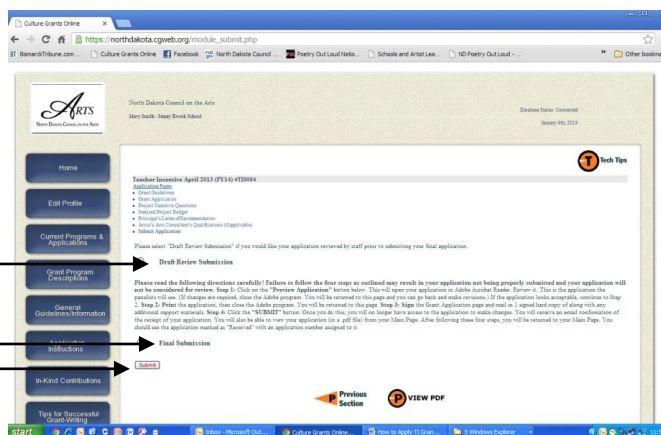 Culture Grants Online
https://northdakota.cgweb.org/module_submit.php
BismarckTribune.com ... Culture Grants Online Facebook North Dakota Council ... Poetry Out Loud Natio... Schools and Artist Lea... ND Poetry Out Loud - ... » Other bookma
ARTS
North Dakota Council on the Arts
North Dakota Council on the Arts
Mary Smith - Sunny Brook School
Database Status: Connected
January 9th, 2013
Home
Edit Profile
Current Programs & Applications
Grant Program Descriptions
General Guidelines/Information
Instructions
In-Kind Contributions
Tips for Successful Grant-Writing
T Tech Tips
Teacher Incentive April 2013 (FY14) #TI0004
Application Pages
Grant Guidelines
Grant Application
Project Narrative Questions
Itemized Project Budget
Principal's Letter of Recommendation
Artist's/Arts Consultant's Qualifications (if applicable)
Submit Application
Please select "Draft Review Submission" if you would like your application reviewed by staff prior to submitting your final application.
Draft Review Submission
Please read the following directions carefully! Failure to follow the four steps as outlined may result in your application not being properly submitted and your application will
not be considered for review. Step 1: Click on the "Preview Application" button below. This will open your application in Adobe Acrobat Reader. Review it. This is the application the
panelists will see. (If changes are required, close the Adobe program. You will be returned to this page and you can go back and make revisions.) If the application looks acceptable, continue to Step
2. Step 2: Print the application, then close the Adobe program. You will be returned to this page. Step 3: Sign the Grant Application page and mail in 1 signed hard copy of along with any
additional support materials. Step 4: Click the "SUBMIT" button. Once you do this, you will no longer have access to the application to make changes. You will receive an email confirmation of
the receipt of your application. You will also be able to view your application (in a .pdf file) from your Main Page. After following these four steps, you will be returned to your Main Page. You
should see the application marked as "Received" with an application number assigned to it.
Final Submission
Submit
P Previous Section
P VIEW PDF
start
Inbox - Microsoft Out... Culture Grants Online... How to Apply TI Gran... 3 Windows Explorer